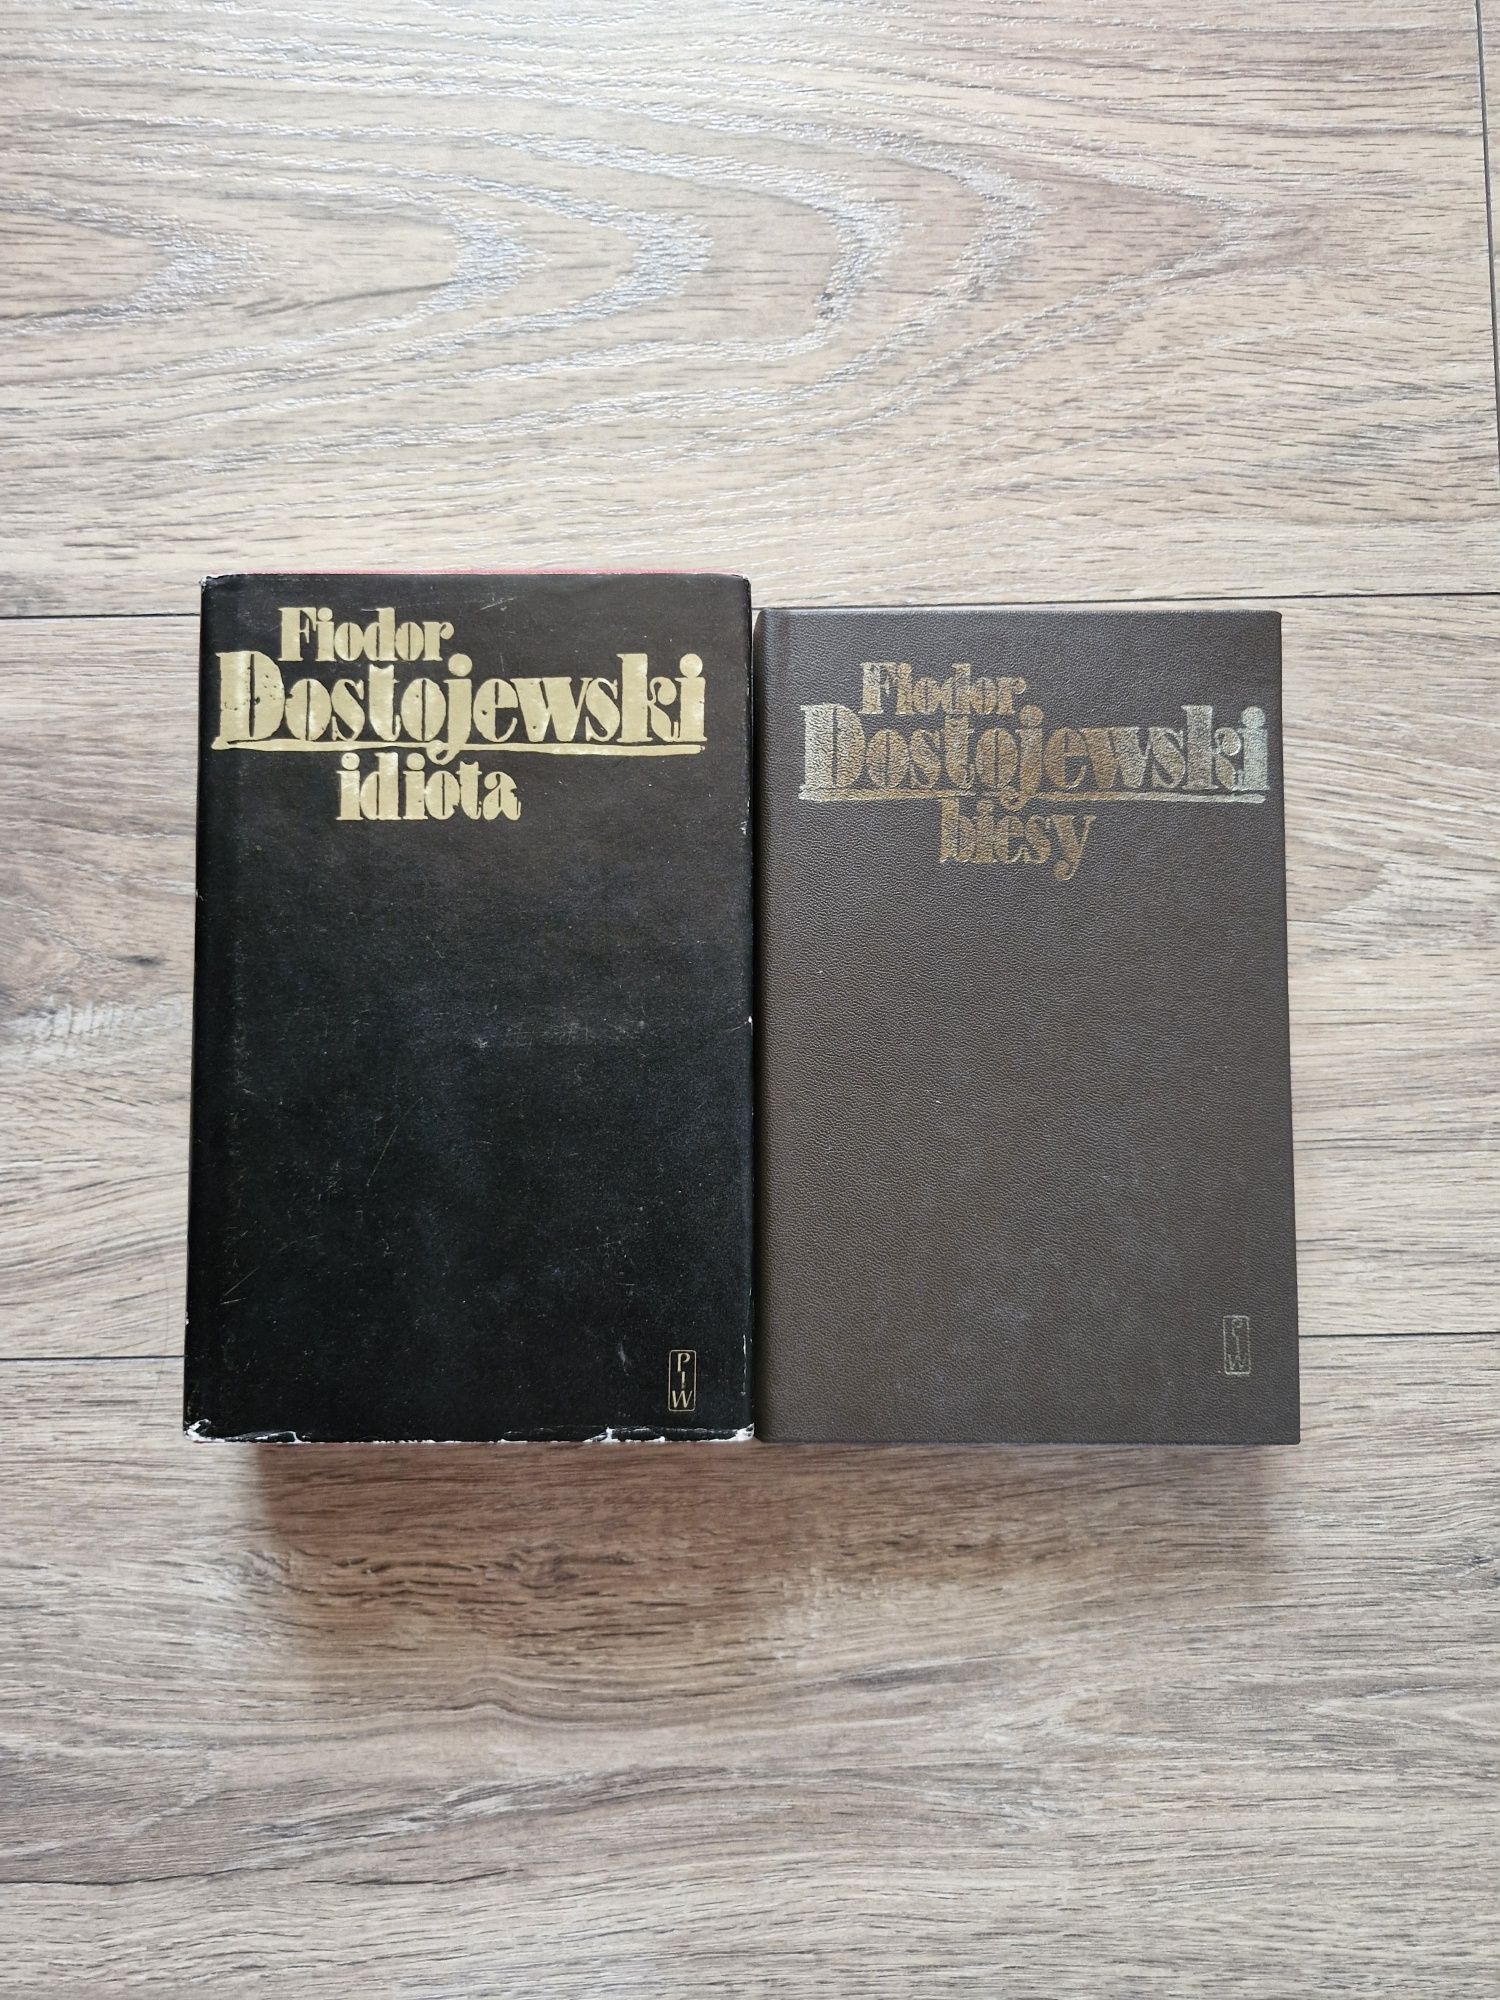 Fiodor
Dostojewski
idiota
PIW
Fiodor
Dostojewski
biesy
PIW